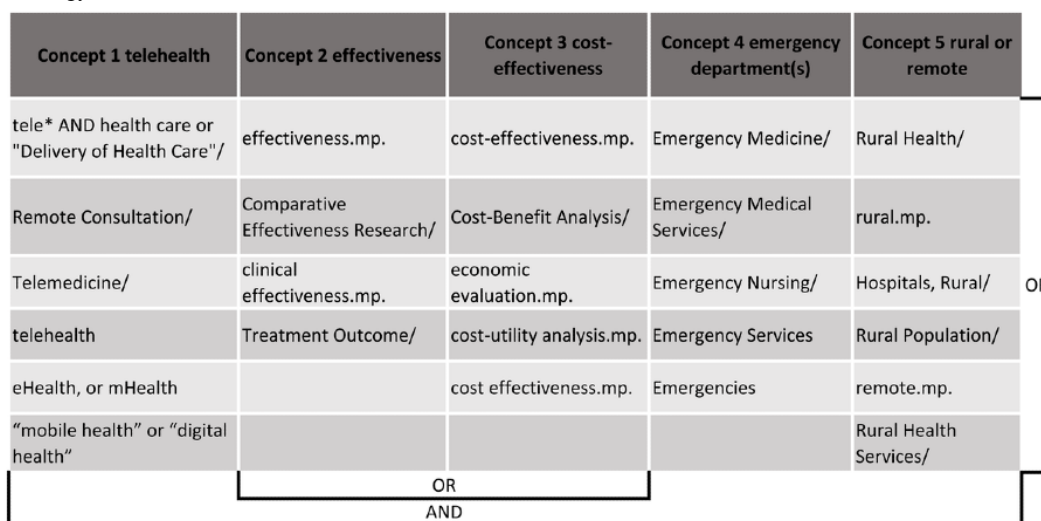 Concept 1 telehealth
Concept 2 effectiveness
Concept 3 cost-
effectiveness
Concept 4 emergency
department(s)
Concept 5 rural or
remote
tele* AND health care or
"Delivery of Health Care"/
effectiveness.mp.
cost-effectiveness.mp.
Emergency Medicine/
Rural Health/
Remote Consultation/
Comparative
Effectiveness Research/
Cost-Benefit Analysis/
Emergency Medical
Services/
rural.mp.
Telemedicine/
clinical
effectiveness.mp.
economic
evaluation.mp.
Emergency Nursing/
Hospitals, Rural/
telehealth
Treatment Outcome/
cost-utility analysis.mp.
Emergency Services
Rural Population/
eHealth, or mHealth
cost effectiveness.mp.
Emergencies
remote.mp.
“mobile health” or “digital
health”
Rural Health
Services/
OR
AND